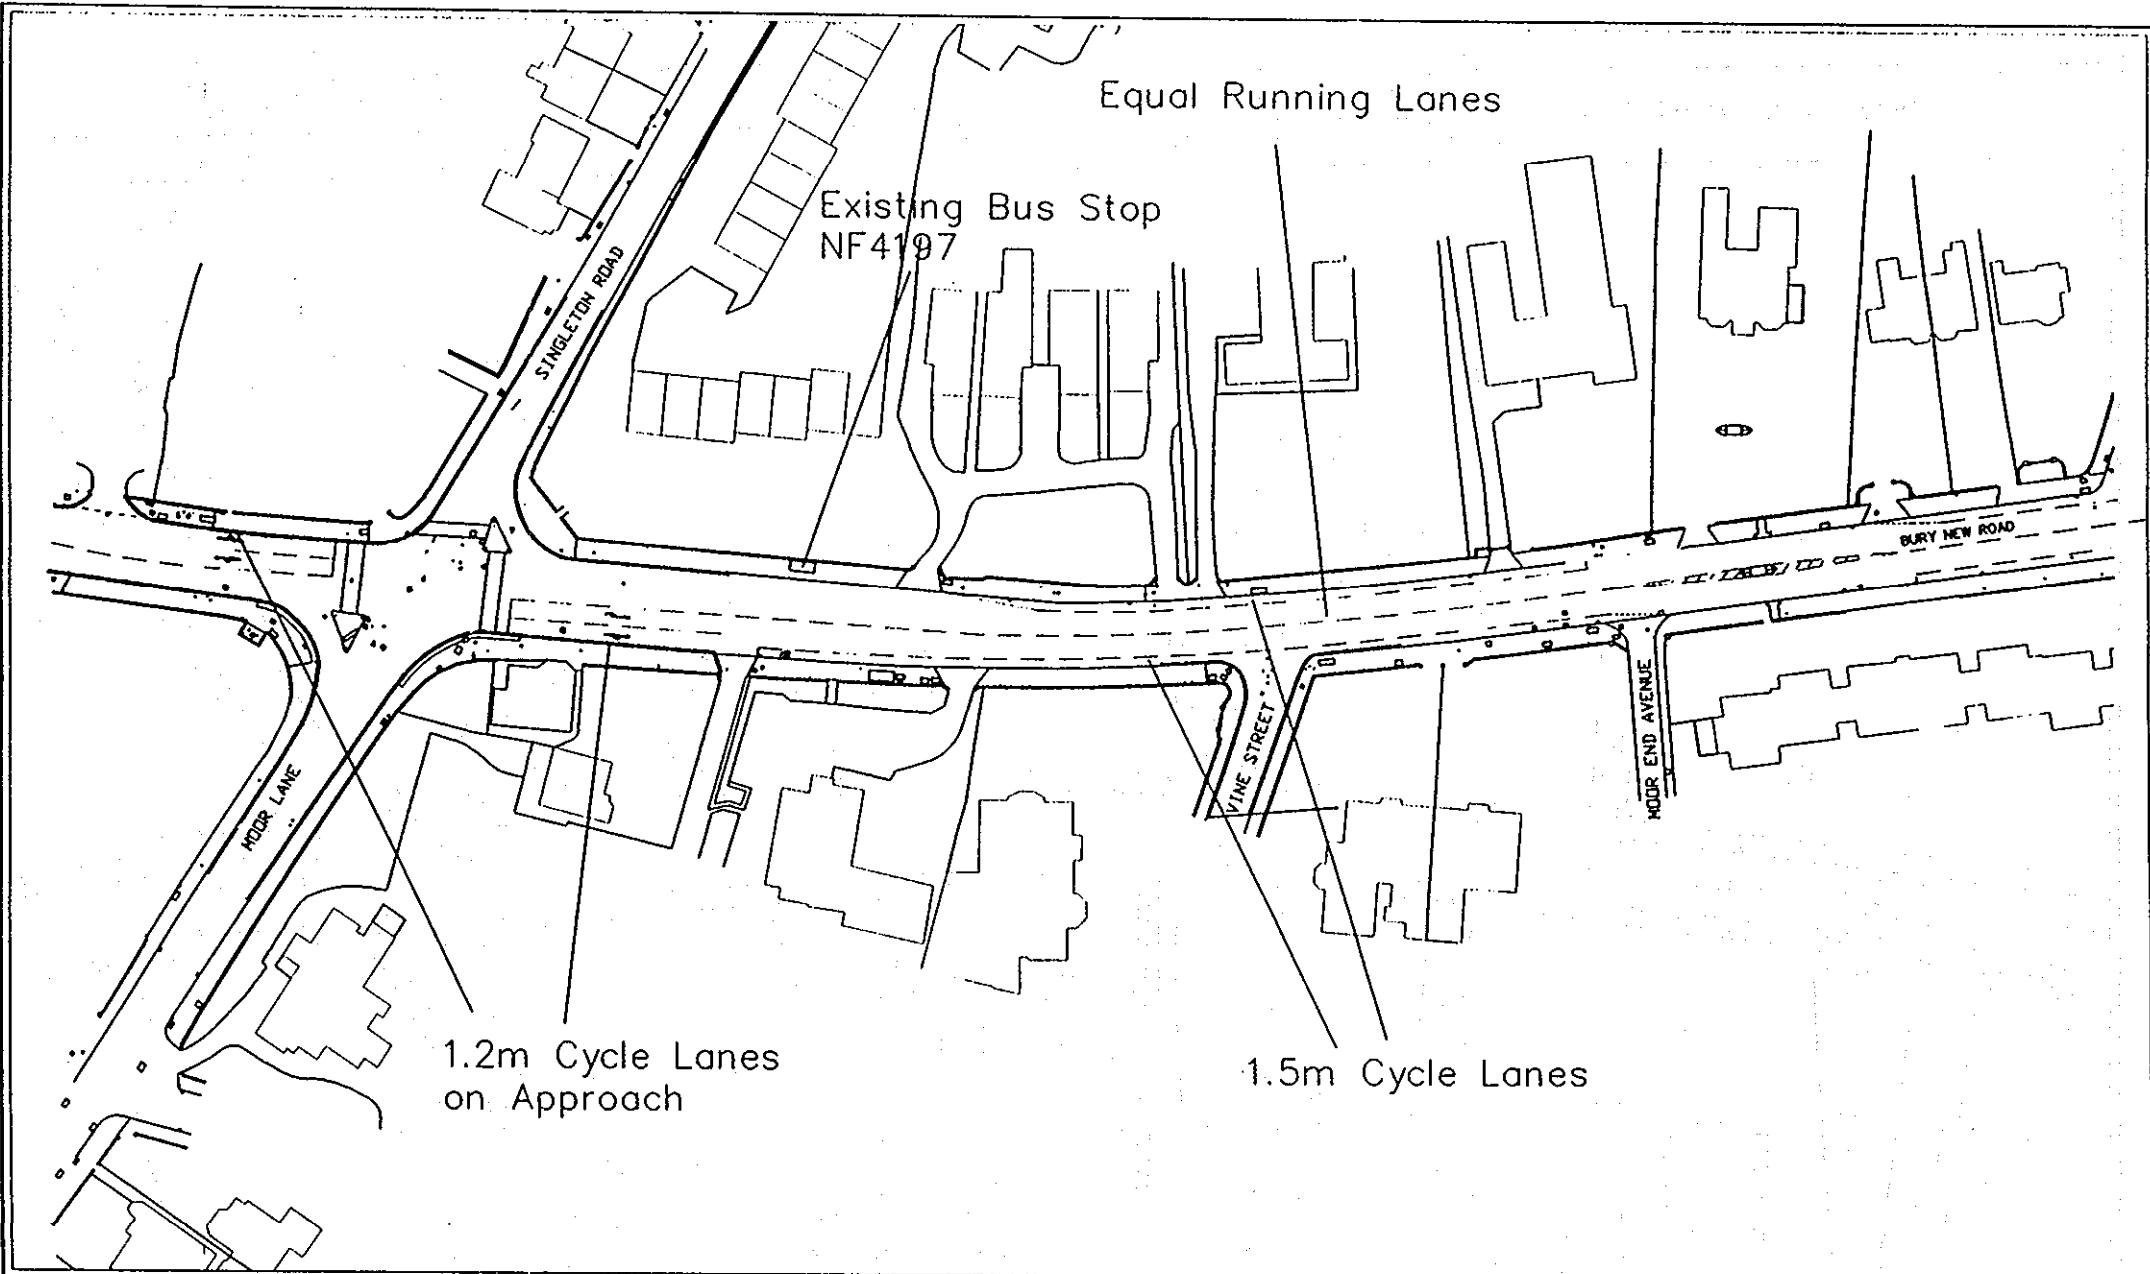 Equal Running Lanes
Existing Bus Stop
NF4197
SINGLETON ROAD
BURY NEW ROAD
MOOR LANE
VINE STREET
MOOR END AVENUE
1.2m Cycle Lanes
on Approach
1.5m Cycle Lanes